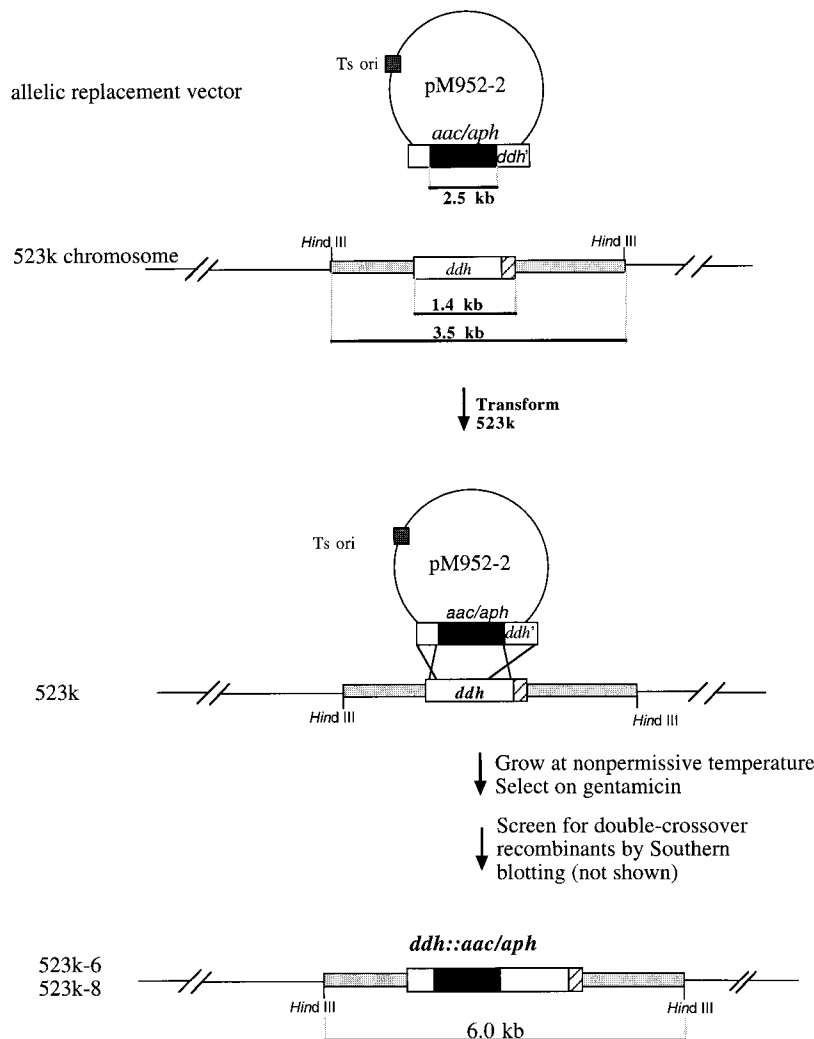 Ts ori
allelic replacement vector
pM952-2
aac/aph
ddh'
2.5 kb
Hind III
Hind III
523k chromosome
ddh
1.4 kb
3.5 kb
Transform
523k
Ts ori
pM952-2
aac/aph
ddh'
523k
ddh
Hind III
Hind III
Grow at nonpermissive temperature
Select on gentamicin
Screen for double-crossover
recombinants by Southern
blotting (not shown)
ddh::aac/aph
523k-6
523k-8
Hind III
Hind III
6.0 kb